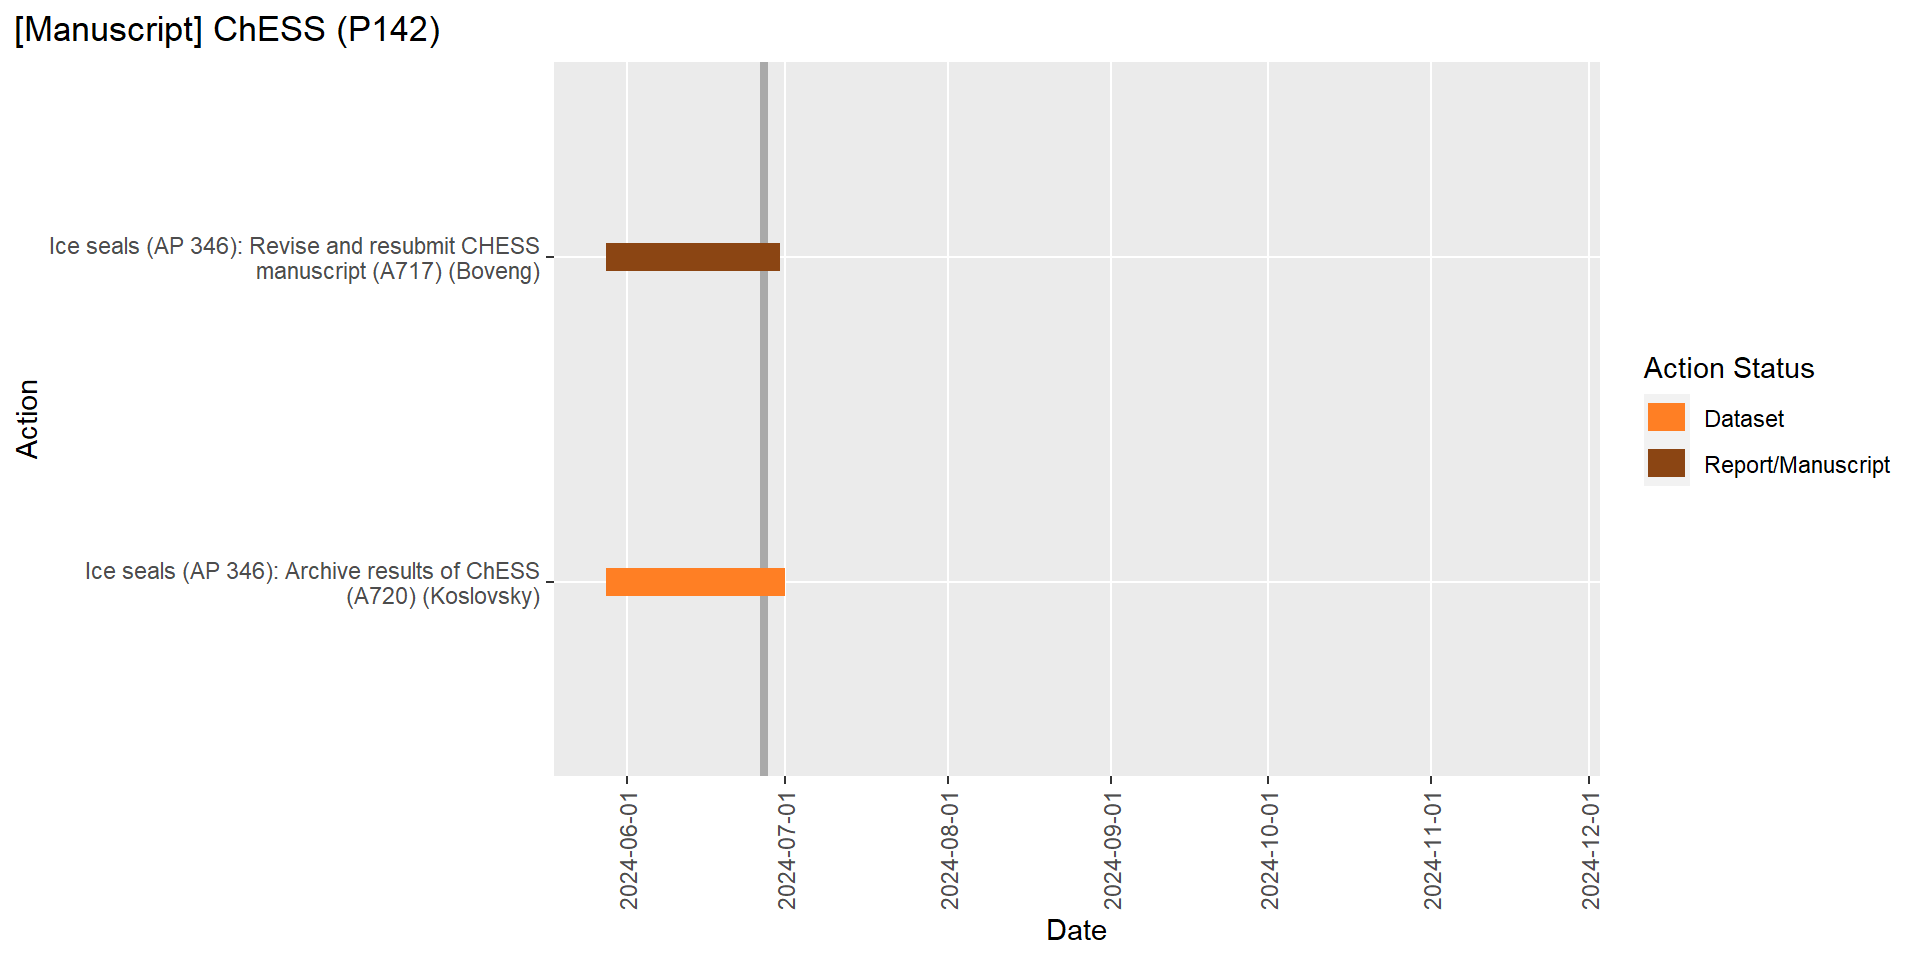 [Manuscript] ChESS (P142)
Ice seals (AP 346): Revise and resubmit CHESS
manuscript (A717) (Boveng)
Ice seals (AP 346): Archive results of ChESS
(A720) (Koslovsky)
Action
2024-06-01
2024-07-01
2024-08-01
2024-09-01
2024-10-01
2024-11-01
2024-12-01
Date
Action Status
Dataset
Report/Manuscript